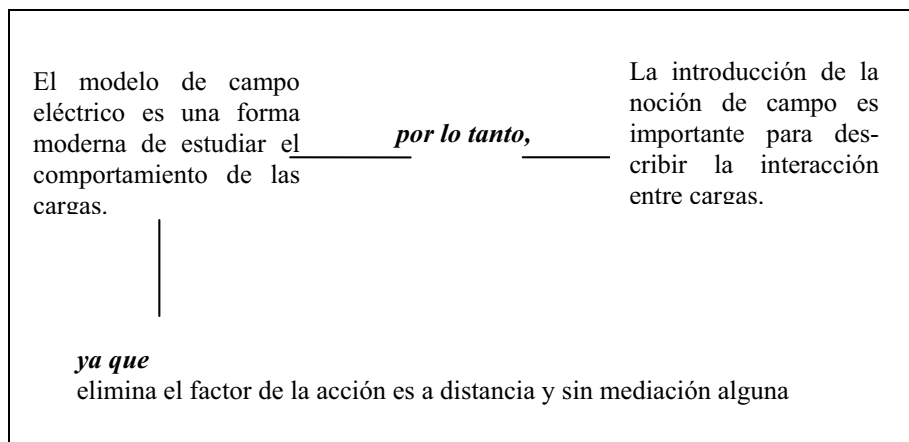 El modelo de campo
eléctrico es una forma
moderna de estudiar el
comportamiento de las
cargas.
por lo tanto,
La introducción de la
noción de campo es
importante para des-
cribir la interacción
entre cargas.
ya que
elimina el factor de la acción es a distancia y sin mediación alguna